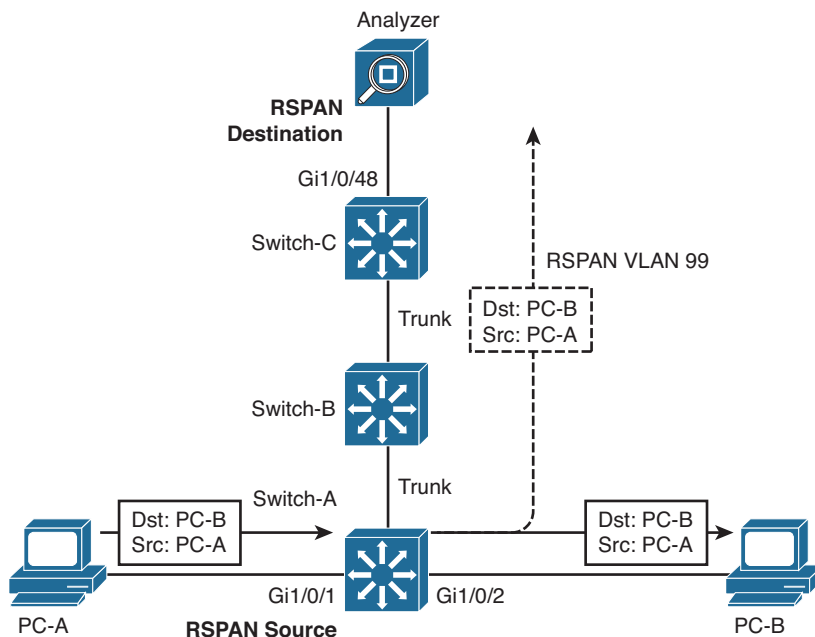 Analyzer
RSPAN
Destination
Gi1/0/48
Switch-C
RSPAN VLAN 99
Dst: PC-B
Src: PC-A
Trunk
Switch-B
Trunk
Switch-A
Dst: PC-B
Src: PC-A
Dst: PC-B
Src: PC-A
Gi1/0/1
Gi1/0/2
PC-A
RSPAN Source
PC-B